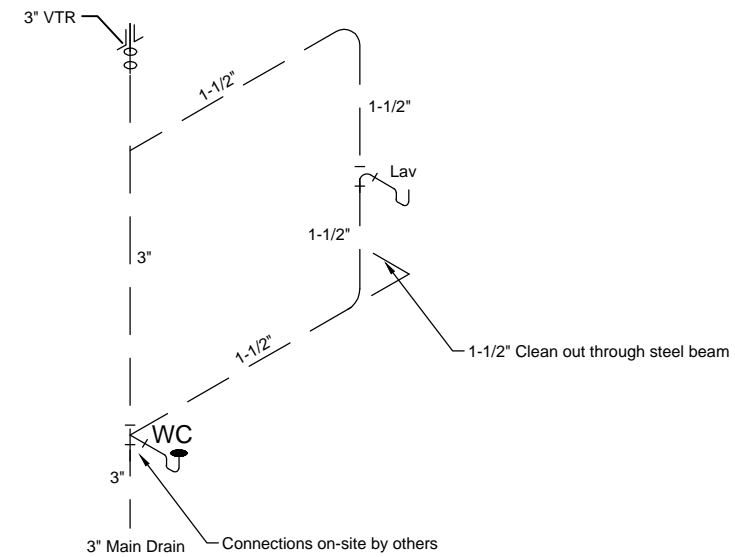 3" VTR
1-1/2"
1-1/2"
Lav
1-1/2"
3"
1-1/2" Clean out through steel beam
1-1/2"
WC
3"
3" Main Drain
Connections on-site by others